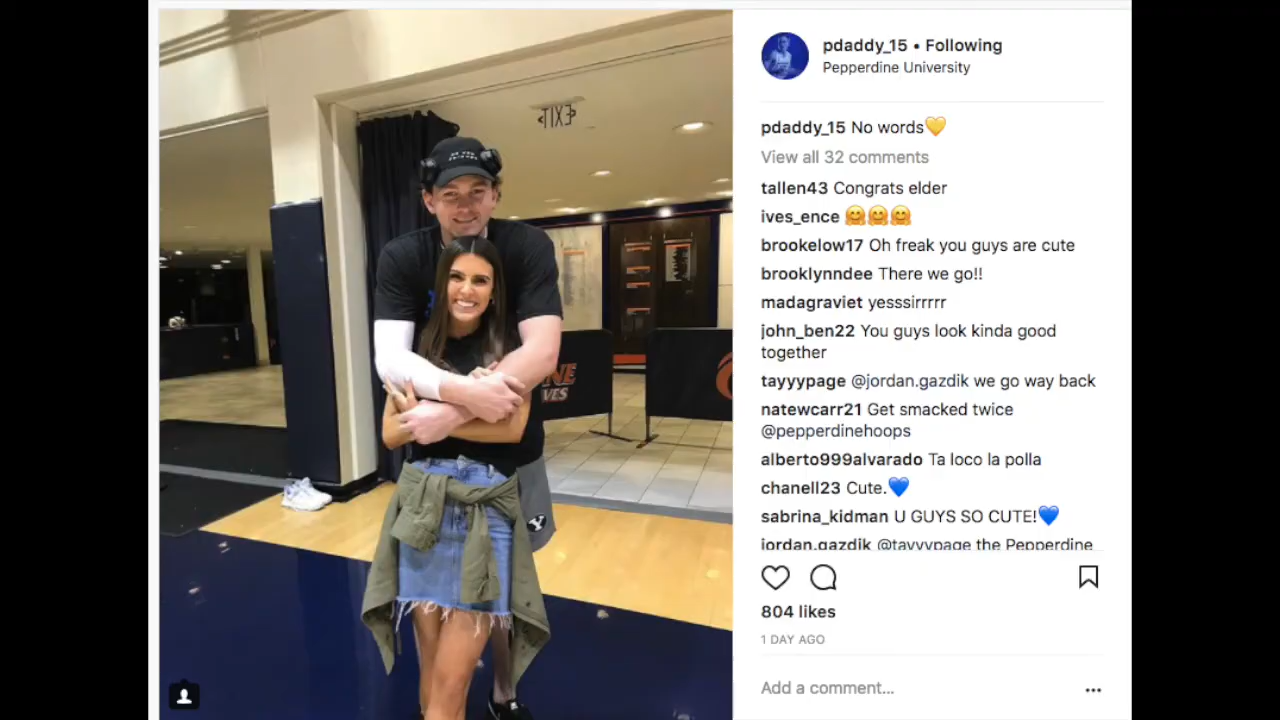 pdaddy_15 • Following
Pepperdine University
pdaddy_15 No words💛
View all 32 comments
tallen43 Congrats elder
ives_ence 🤗🤗🤗
brookelow17 Oh freak you guys are cute
brooklynndee There we go!!
madagraviet yesssirrrrr
john_ben22 You guys look kinda good
together
tayyypage @jordan.gazdik we go way back
natewcarr21 Get smacked twice
@pepperdinehoops
alberto999alvarado Ta loco la polla
chanell23 Cute.💙
sabrina_kidman U GUYS SO CUTE!💙
jordan.gazdik @tayyypage the Pepperdine
804 likes
1 DAY AGO
Add a comment...
EXIT
NE
VES
Y